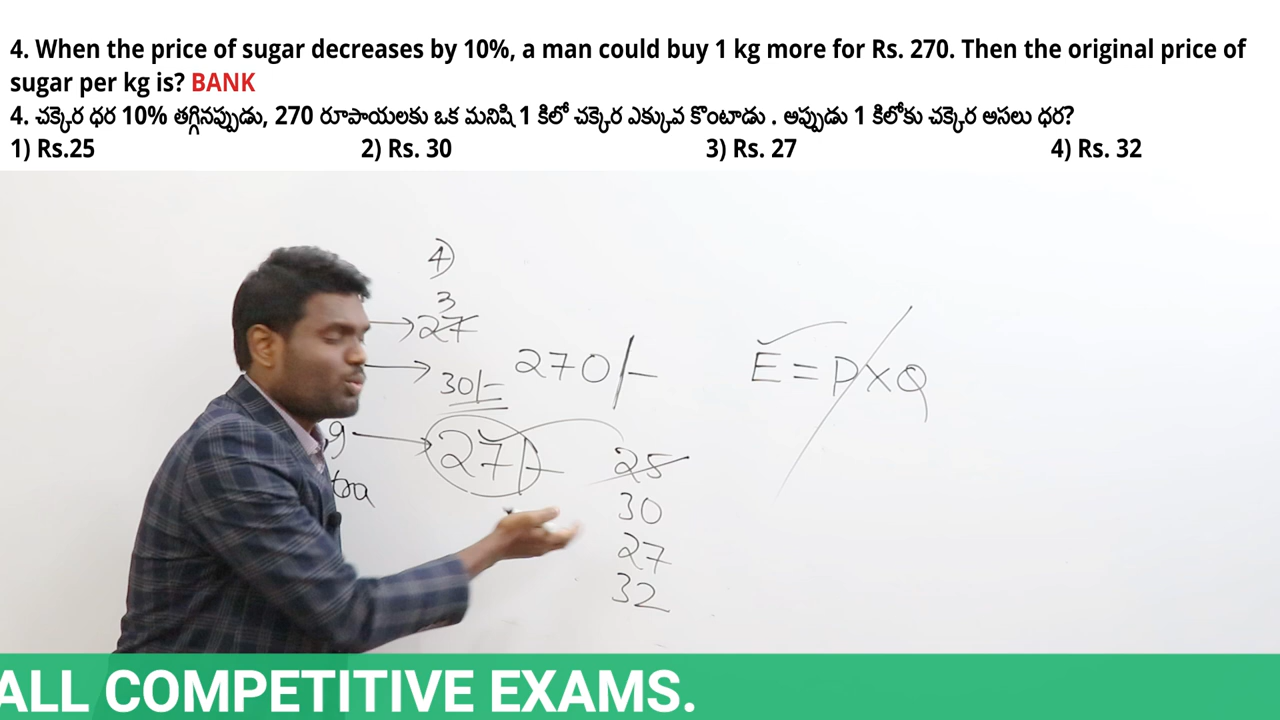 4. When the price of sugar decreases by 10%, a man could buy 1 kg more for Rs. 270. Then the original price of
sugar per kg is? BANK
4. చక్కెర ధర 10% తగ్గినప్పుడు, 270 రూపాయలకు ఒక మనిషి 1 కిలో చక్కెర ఎక్కువ కొంటాడు . అప్పుడు 1 కిలోకు చక్కెర అసలు ధర?
1) Rs.25 2) Rs. 30 3) Rs. 27 4) Rs. 32
4)
3
27
30/- 270/- E = P X Q
9 27/- 25
30
27
32
ALL COMPETITIVE EXAMS.